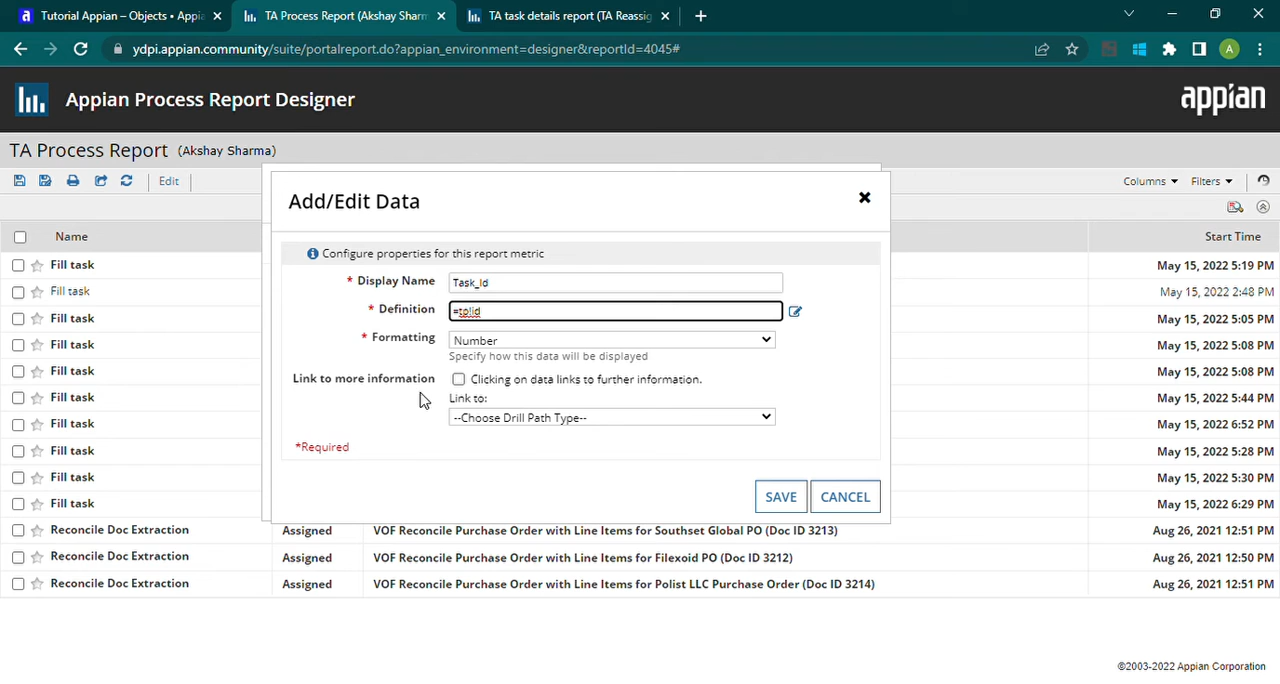 Tutorial Appian – Objects • Appia
TA Process Report (Akshay Sharm
TA task details report (TA Reassig
ydpi.appian.community/suite/portalreport.do?appian_environment=designer&reportId=4045#
A
Appian Process Report Designer
appian
TA Process Report (Akshay Sharma)
Edit
Columns
Filters
Name
Start Time
Add/Edit Data
Configure properties for this report metric
* Display Name
Task_Id
* Definition
=tp!id
* Formatting
Number
Specify how this data will be displayed
Link to more information
Clicking on data links to further information.
Link to:
--Choose Drill Path Type--
*Required
SAVE
CANCEL
Fill task
May 15, 2022 5:19 PM
Fill task
May 15, 2022 2:48 PM
Fill task
May 15, 2022 5:05 PM
Fill task
May 15, 2022 5:08 PM
Fill task
May 15, 2022 5:08 PM
Fill task
May 15, 2022 5:44 PM
Fill task
May 15, 2022 6:52 PM
Fill task
May 15, 2022 5:28 PM
Fill task
May 15, 2022 5:30 PM
Fill task
May 15, 2022 6:29 PM
Reconcile Doc Extraction Assigned VOF Reconcile Purchase Order with Line Items for Southset Global PO (Doc ID 3213) Aug 26, 2021 12:51 PM
Reconcile Doc Extraction Assigned VOF Reconcile Purchase Order with Line Items for Filexoid PO (Doc ID 3212) Aug 26, 2021 12:50 PM
Reconcile Doc Extraction Assigned VOF Reconcile Purchase Order with Line Items for Polist LLC Purchase Order (Doc ID 3214) Aug 26, 2021 12:51 PM
©2003-2022 Appian Corporation